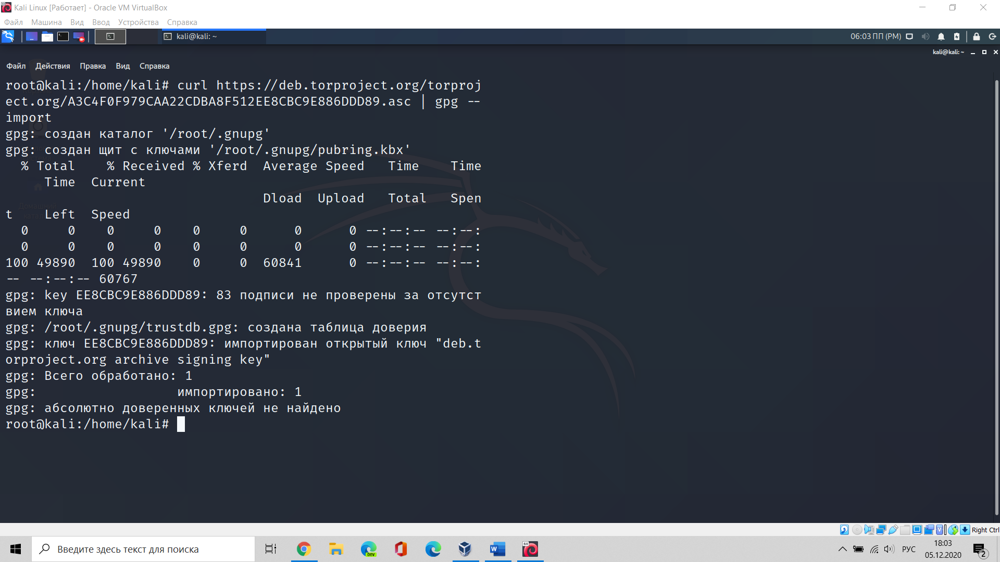 Kali Linux [Работает] - Oracle VM VirtualBox
Файл Машина Вид Ввод Устройства Справка
kali@kali: ~
06:03 ПП (PM)
kali@kali: ~
Файл Действия Правка Вид Справка
root@kali:/home/kali# curl https://deb.torproject.org/torproj
ect.org/A3C4F0F979CAA22CDBA8F512EE8CBC9E886DDD89.asc | gpg --
import
gpg: создан каталог '/root/.gnupg'
gpg: создан щит с ключами '/root/.gnupg/pubring.kbx'
% Total % Received % Xferd Average Speed Time Time
Time Current
Dload Upload Total Spen
t Left Speed
0 0 0 0 0 0 0 0 --:--:-- --:--:
0 0 0 0 0 0 0 0 --:--:-- --:--:
100 49890 100 49890 0 0 60841 0 --:--:-- --:--:
-- --:--:-- 60767
gpg: key EE8CBC9E886DDD89: 83 подписи не проверены за отсутст
вием ключа
gpg: /root/.gnupg/trustdb.gpg: создана таблица доверия
gpg: ключ EE8CBC9E886DDD89: импортирован открытый ключ "deb.t
orproject.org archive signing key"
gpg: Всего обработано: 1
gpg: импортировано: 1
gpg: абсолютно доверенных ключей не найдено
root@kali:/home/kali#
Right Ctrl
Введите здесь текст для поиска
DEV
64
РУС
18:03
05.12.2020
2